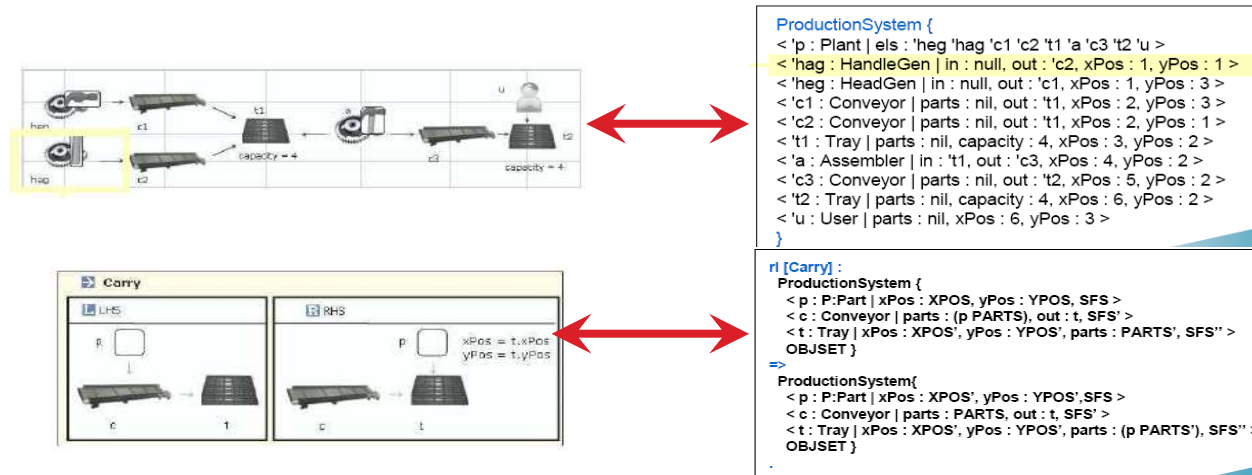 u
t1
a
heg
c1
c3
t2
capacity = 4
capacity = 4
hag
c2
ProductionSystem {
< 'p : Plant | els : 'heg 'hag 'c1 'c2 't1 'a 'c3 't2 'u >
< 'hag : HandleGen | in : null, out : 'c2, xPos : 1, yPos : 1 >
< 'heg : HeadGen | in : null, out : 'c1, xPos : 1, yPos : 3 >
< 'c1 : Conveyor | parts : nil, out : 't1, xPos : 2, yPos : 3 >
< 'c2 : Conveyor | parts : nil, out : 't1, xPos : 2, yPos : 1 >
< 't1 : Tray | parts : nil, capacity : 4, xPos : 3, yPos : 2 >
< 'a : Assembler | in : 't1, out : 'c3, xPos : 4, yPos : 2 >
< 'c3 : Conveyor | parts : nil, out : 't2, xPos : 5, yPos : 2 >
< 't2 : Tray | parts : nil, capacity : 4, xPos : 6, yPos : 2 >
< 'u : User | parts : nil, xPos : 6, yPos : 3 >
}
Carry
L LHS
R RHS
p
p
xPos = t.xPos
yPos = t.yPos
c
t
c
t
rl [Carry] :
ProductionSystem {
< p : P:Part | xPos : XPOS, yPos : YPOS, SFS >
< c : Conveyor | parts : (p PARTS), out : t, SFS' >
< t : Tray | xPos : XPOS', yPos : YPOS', parts : PARTS', SFS'' >
OBJSET }
=>
ProductionSystem{
< p : P:Part | xPos : XPOS', yPos : YPOS',SFS >
< c : Conveyor | parts : PARTS, out : t, SFS' >
< t : Tray | xPos : XPOS', yPos : YPOS', parts : (p PARTS'), SFS'' >
OBJSET }
.